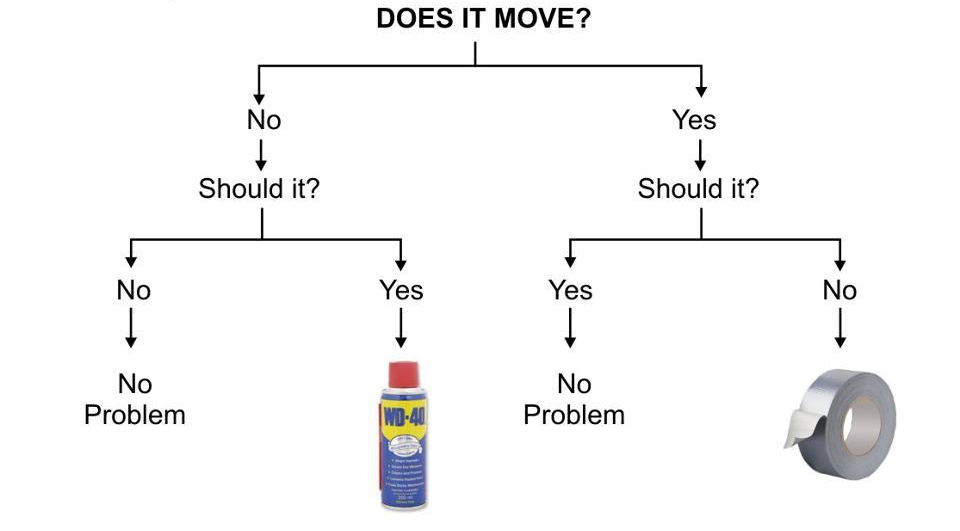 DOES IT MOVE?
No
Yes
Should it?
Should it?
No
Yes
Yes
No
No
Problem
No
Problem
WD-40